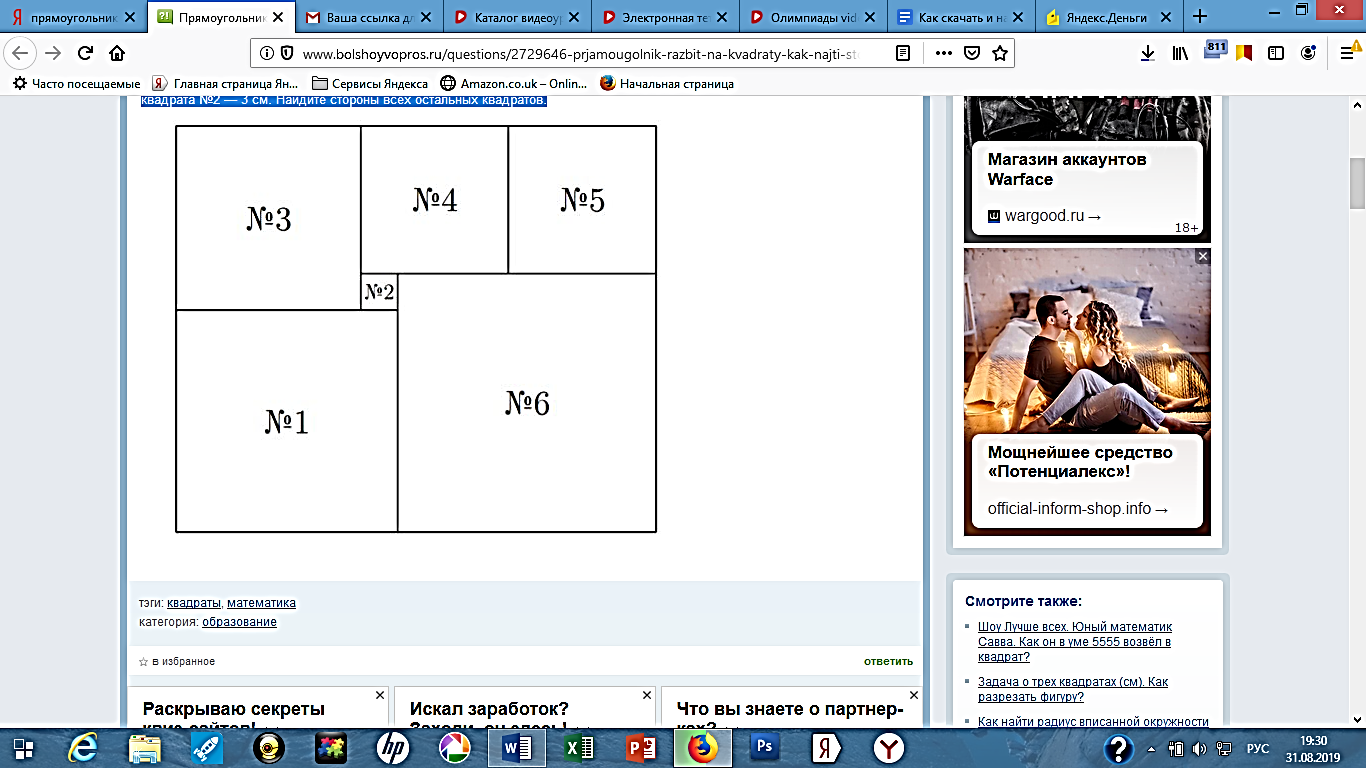 прямоугольник
Прямоугольник
Ваша ссылка дл
Каталог видеоур
Электронная те
Олимпиады vid
Как скачать и на
Яндекс.Деньги
www.bolshoyvopros.ru/questions/2729646-prjamougolnik-razbit-na-kvadraty-kak-najti-st
811
Часто посещаемые
Главная страница Ян...
Сервисы Яндекса
Amazon.co.uk – Onlin...
Начальная страница
квадрата №2 — 3 см. Найдите стороны всех остальных квадратов.
№3
№4
№5
№2
№1
№6
тэги: квадраты, математика
категория: образование
в избранное
ответить
Раскрываю секреты
Искал заработок?
Что вы знаете о партнер-
Магазин аккаунтов
Warface
wargood.ru→
18+
Мощнейшее средство
«Потенциалекс»!
official-inform-shop.info→
Смотрите также:
Шоу Лучше всех. Юный математик
Савва. Как он в уме 5555 возвёл в
квадрат?
Задача о трех квадратах (см). Как
разрезать фигуру?
Как найти радиус вписанной окружности
РУС
19:30
31.08.2019